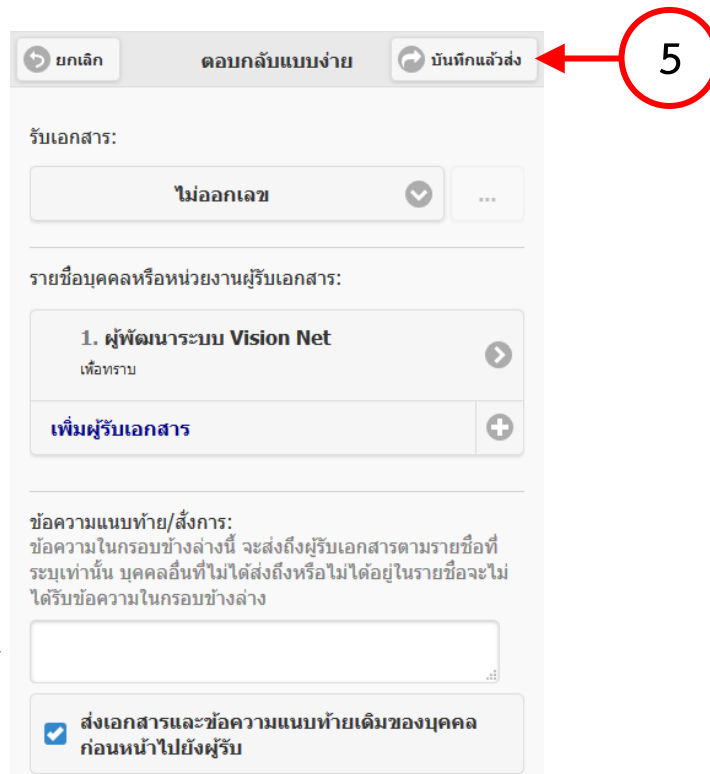 ยกเลิก ตอบกลับแบบง่าย บันทึกแล้วส่ง 5
รับเอกสาร:
ไม่ออกเลข ...
รายชื่อบุคคลหรือหน่วยงานผู้รับเอกสาร:
1. ผู้พัฒนาระบบ Vision Net
เพื่อทราบ
เพิ่มผู้รับเอกสาร
ข้อความแนบท้าย/สั่งการ:
ข้อความในกรอบข้างล่างนี้ จะส่งถึงผู้รับเอกสารตามรายชื่อที่
ระบุเท่านั้น บุคคลอื่นที่ไม่ได้ส่งถึงหรือไม่ได้อยู่ในรายชื่อจะไม่
ได้รับข้อความในกรอบข้างล่าง
ส่งเอกสารและข้อความแนบท้ายเดิมของบุคคล
ก่อนหน้าไปยังผู้รับ